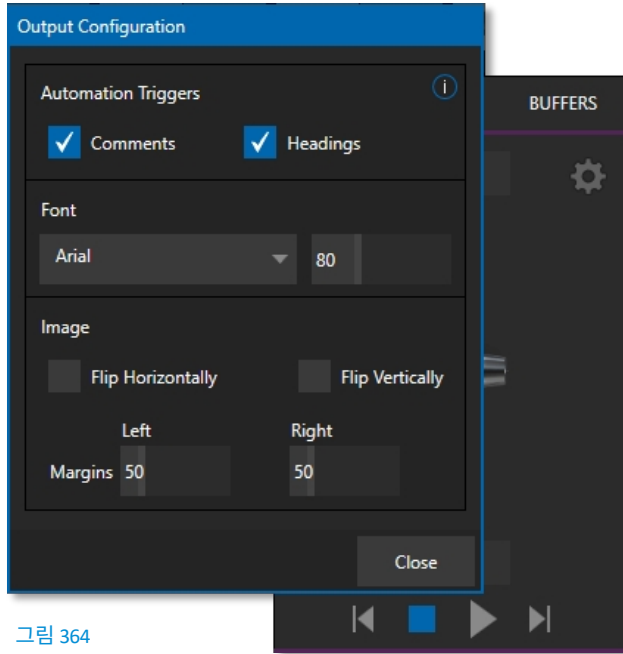 Output Configuration
Automation Triggers
i
BUFFERS
Comments
Headings
Font
Arial
80
Image
Flip Horizontally
Flip Vertically
Left
Right
Margins 50
50
Close
그림 364